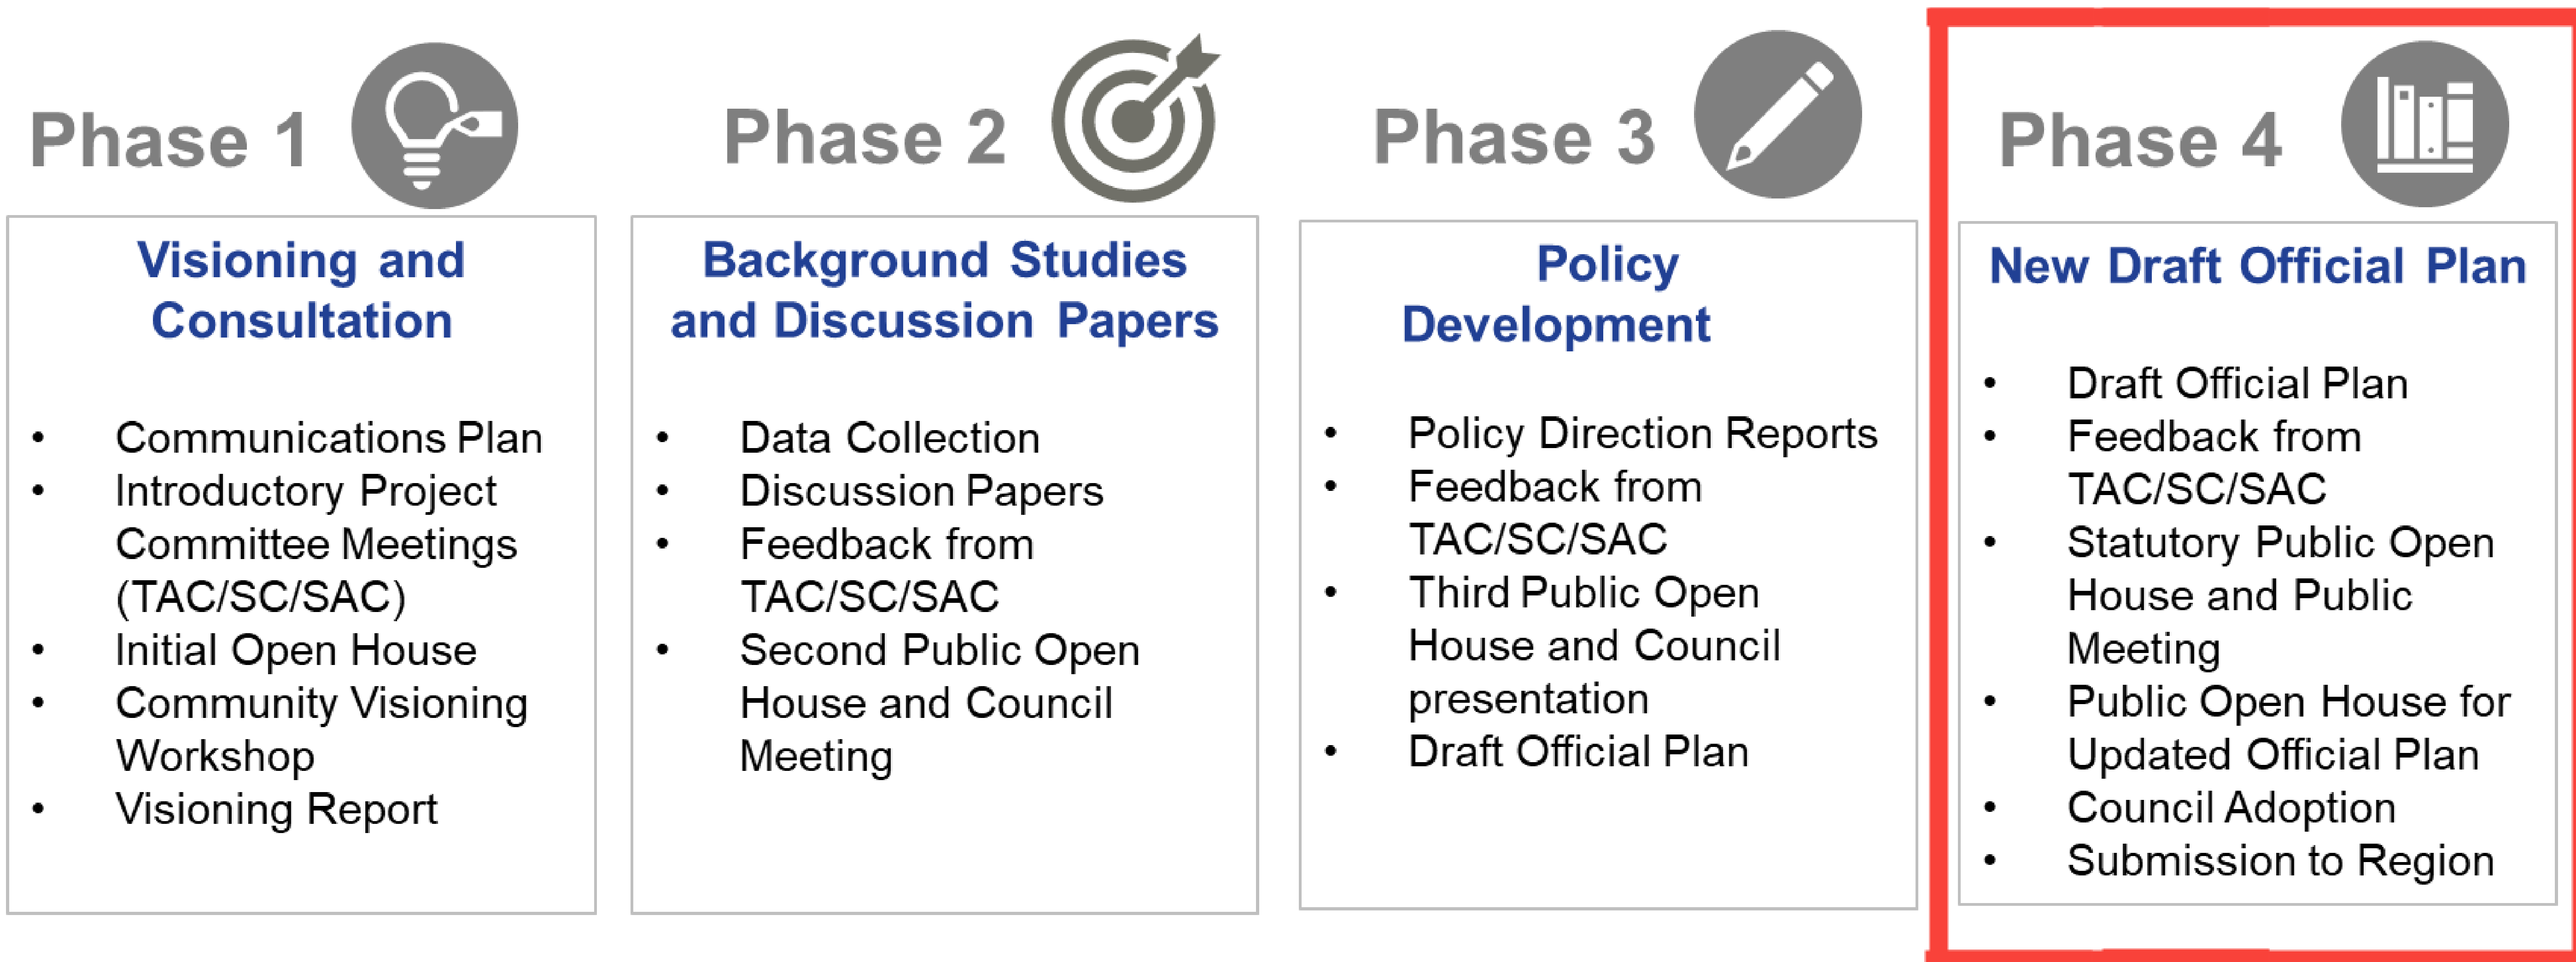 Phase 1
Visioning and
Consultation
• Communications Plan
• Introductory Project
Committee Meetings
(TAC/SC/SAC)
• Initial Open House
• Community Visioning
Workshop
• Visioning Report
Phase 2
Background Studies
and Discussion Papers
• Data Collection
• Discussion Papers
• Feedback from
TAC/SC/SAC
• Second Public Open
House and Council
Meeting
Phase 3
Policy
Development
• Policy Direction Reports
• Feedback from
TAC/SC/SAC
• Third Public Open
House and Council
presentation
• Draft Official Plan
Phase 4
New Draft Official Plan
• Draft Official Plan
• Feedback from
TAC/SC/SAC
• Statutory Public Open
House and Public
Meeting
• Public Open House for
Updated Official Plan
• Council Adoption
• Submission to Region